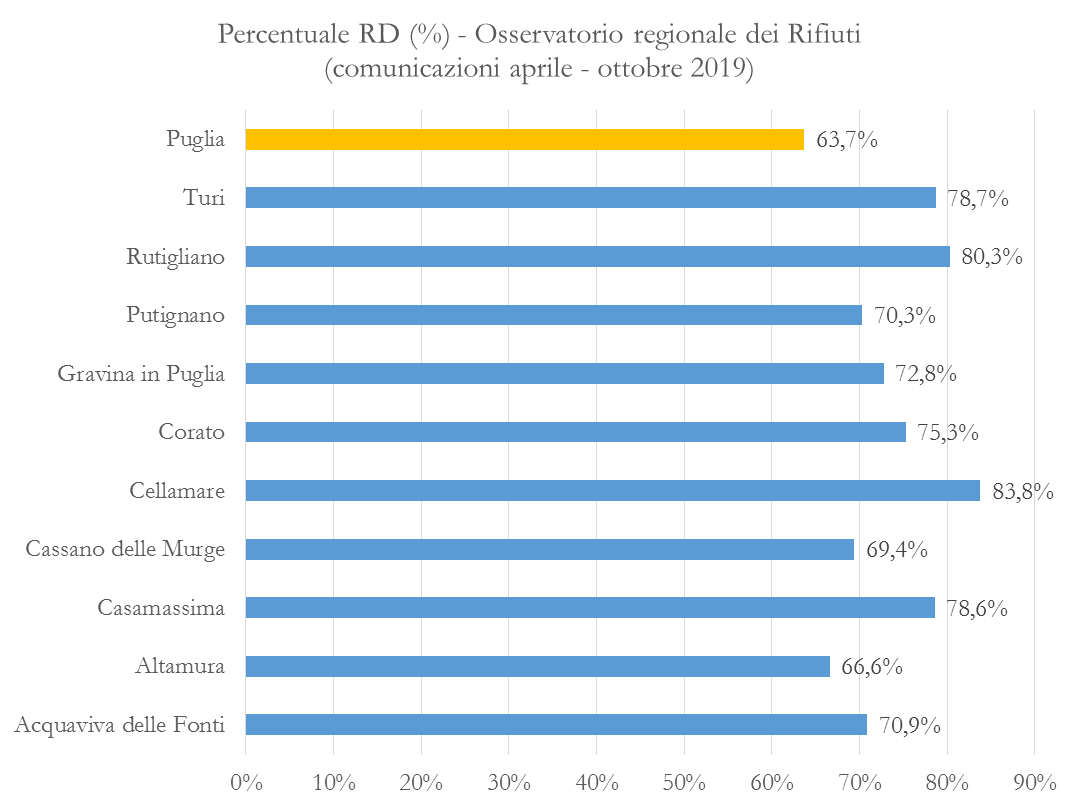 Percentuale RD (%) - Osservatorio regionale dei Rifiuti
(comunicazioni aprile - ottobre 2019)
Puglia 63,7%
Turi 78,7%
Rutigliano 80,3%
Putignano 70,3%
Gravina in Puglia 72,8%
Corato 75,3%
Cellamare 83,8%
Cassano delle Murge 69,4%
Casamassima 78,6%
Altamura 66,6%
Acquaviva delle Fonti 70,9%
0% 10% 20% 30% 40% 50% 60% 70% 80% 90%